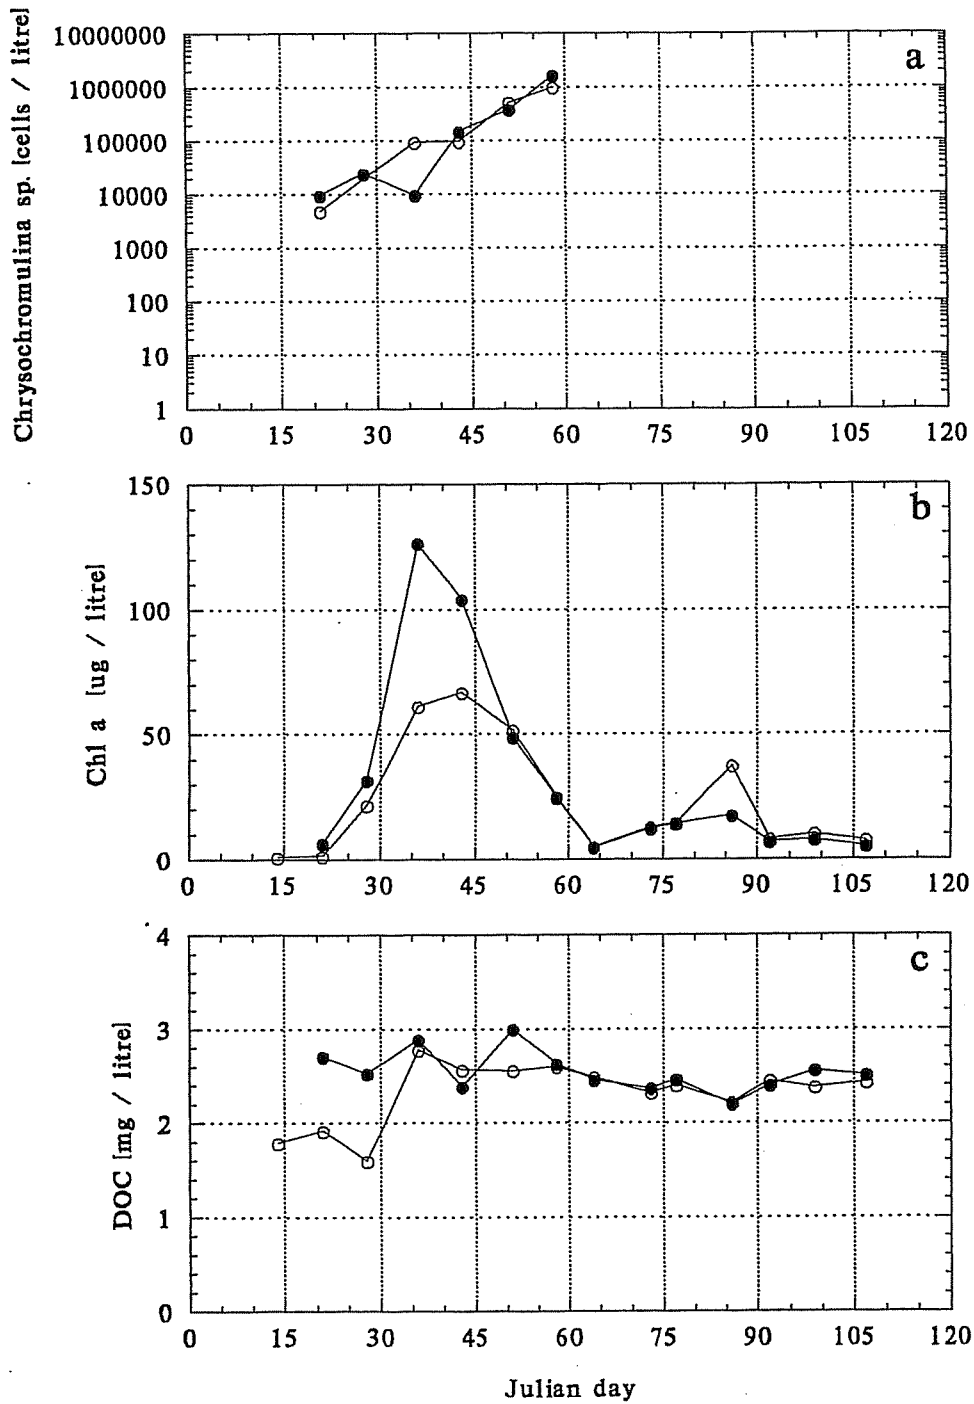 Chrysochromulina sp. [cells / litre]
10000000
1000000
100000
10000
1000
100
10
1
a
0 15 30 45 60 75 90 105 120
Chl a [ug / litre]
150
100
50
0
b
0 15 30 45 60 75 90 105 120
DOC [mg / litre]
4
3
2
1
0
c
0 15 30 45 60 75 90 105 120
Julian day